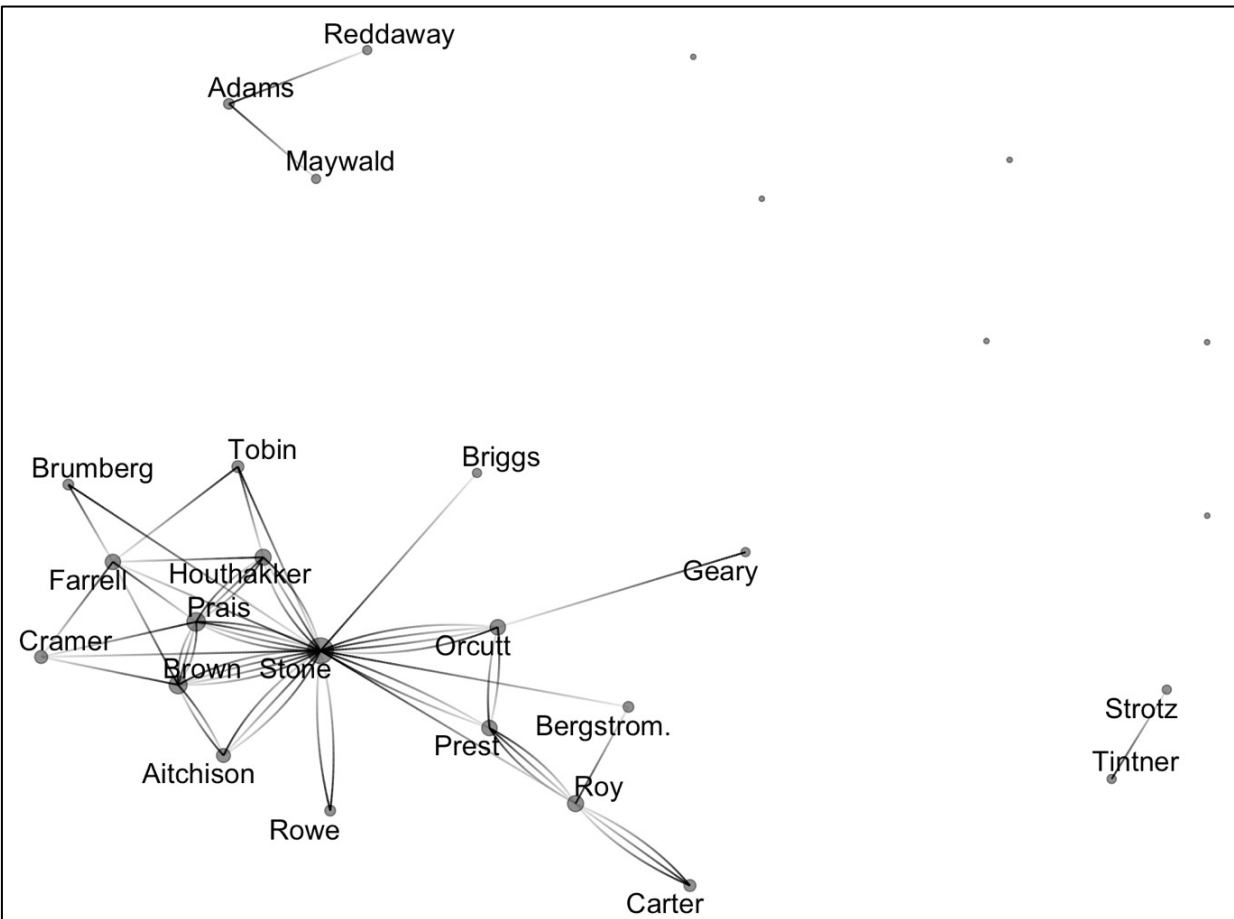 Reddaway
Adams
Maywald
Tobin
Briggs
Brumberg
Geary
Houthakker
Farrell
Prais
Cramer
Orcutt
Brown
Stone
Strotz
Bergstrom.
Prest
Tintner
Aitchison
Roy
Rowe
Carter